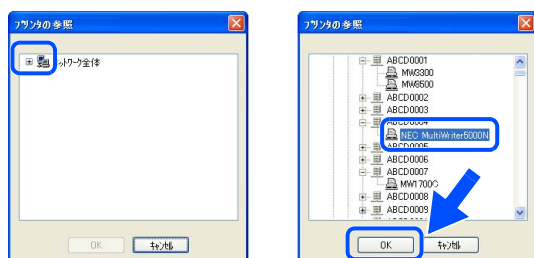 プリンタの参照
ネットワーク全体
OK
キャンセル
プリンタの参照
ABCD0001
MW3300
MW8500
ABCD0002
ABCD0003
ABCD0004
NEC MultiWriter5000N
ABCD0005
ABCD0006
ABCD0007
MW1700C
ABCD0008
ABCD0009
OK
キャンセル